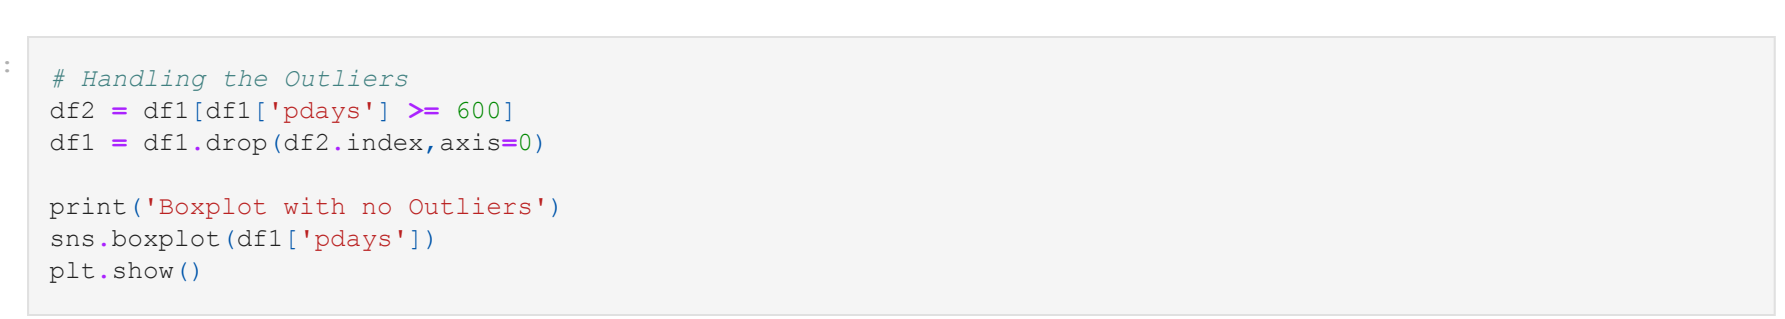 :
# Handling the Outliers
df2 = df1[df1['pdays'] >= 600]
df1 = df1.drop(df2.index,axis=0)
print('Boxplot with no Outliers')
sns.boxplot(df1['pdays'])
plt.show()